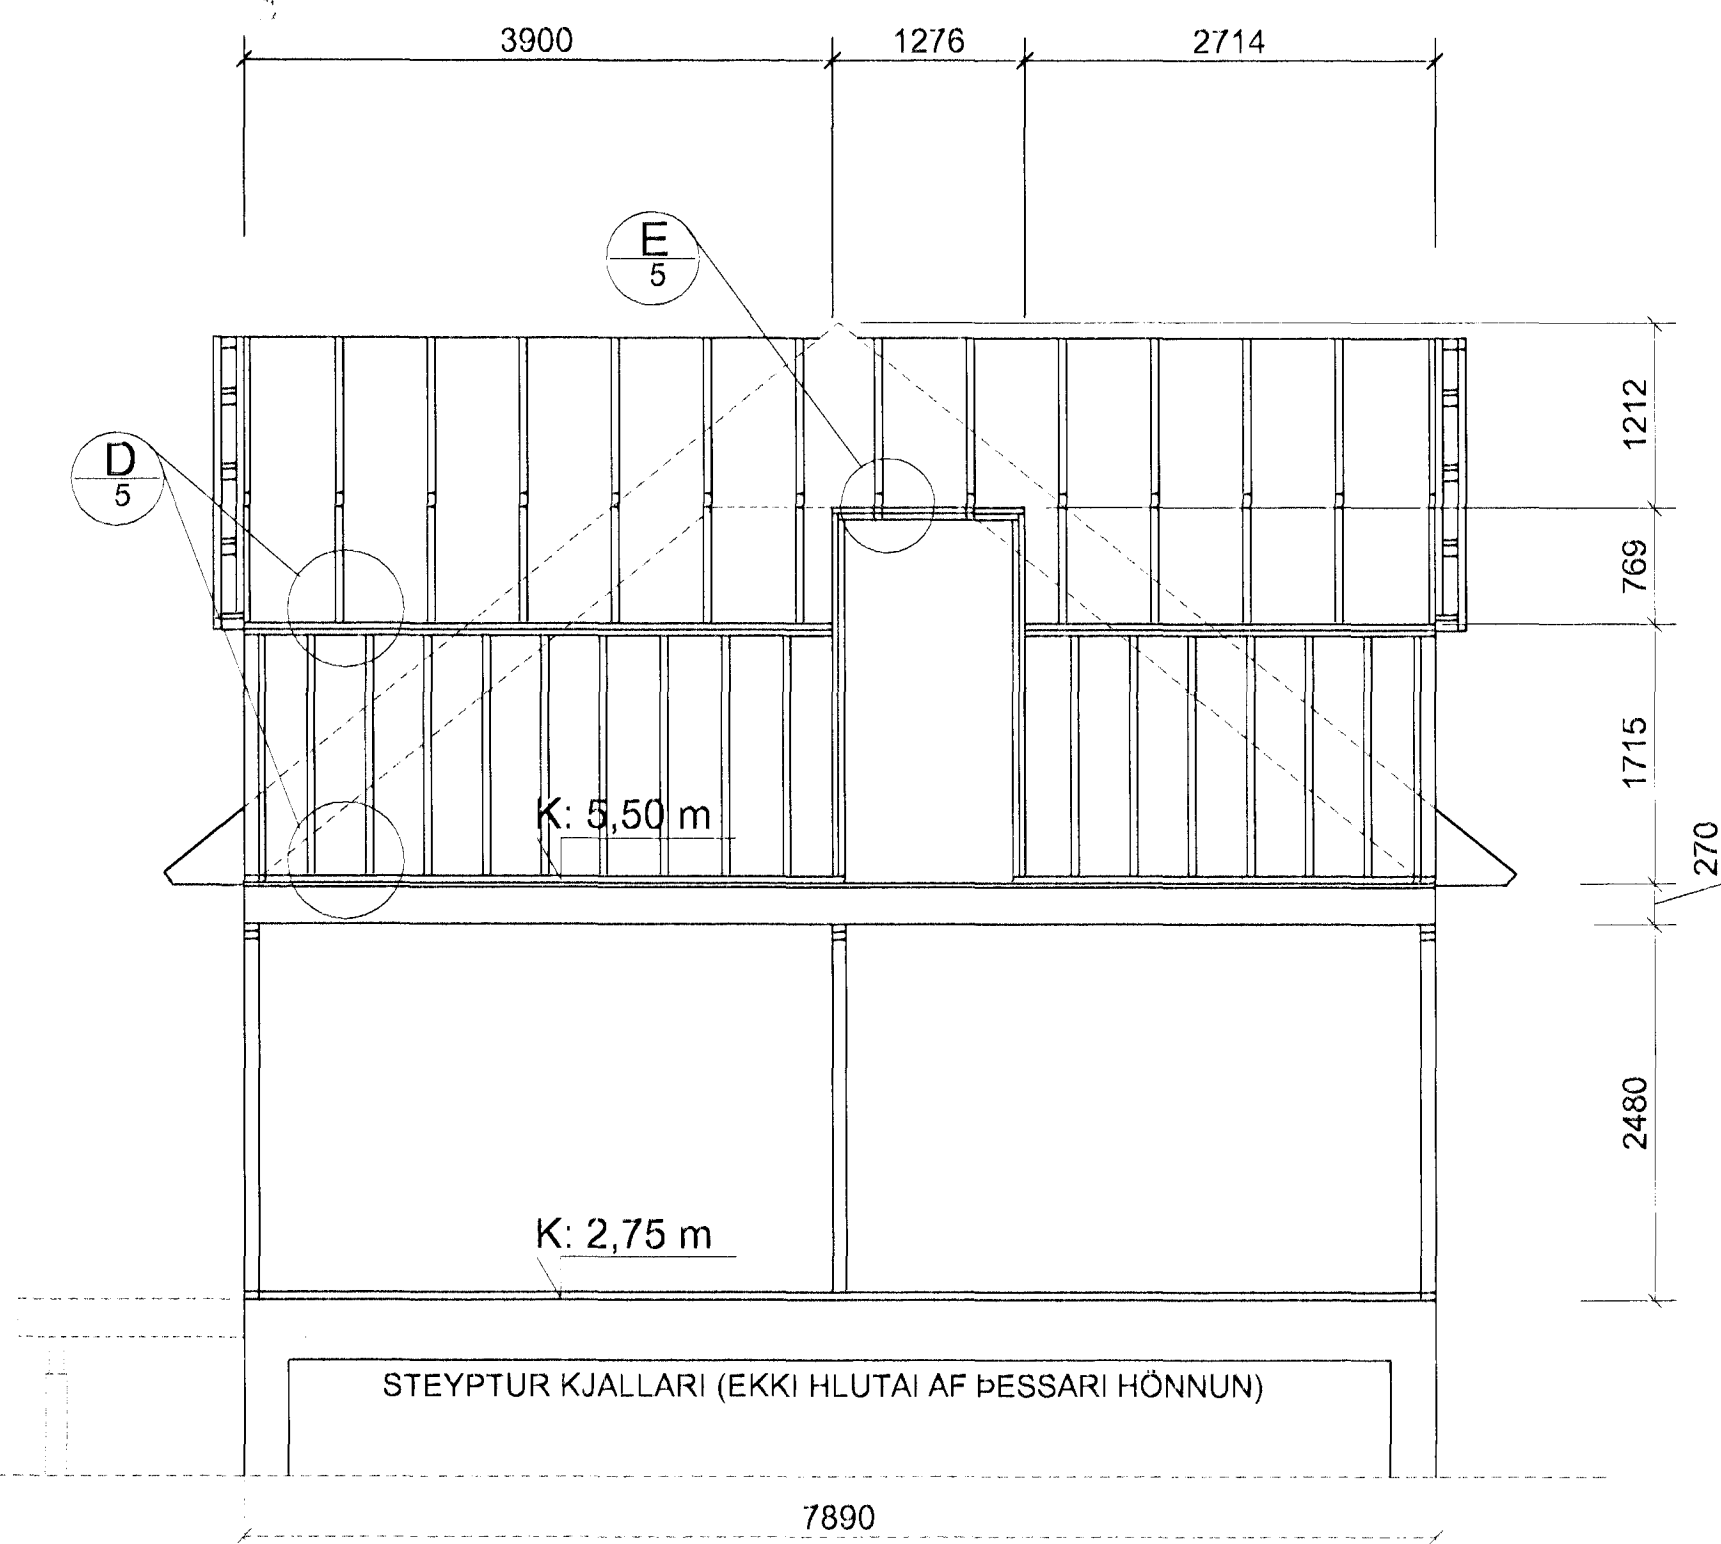 3900
1276
2714
E
5
D
5
1212
769
1715
270
2480
K: 5,50 m
K: 2,75 m
STEYPTUR KJALLARI (EKKI HLUTAI AF ÞESSARI HÖNNUN)
7890